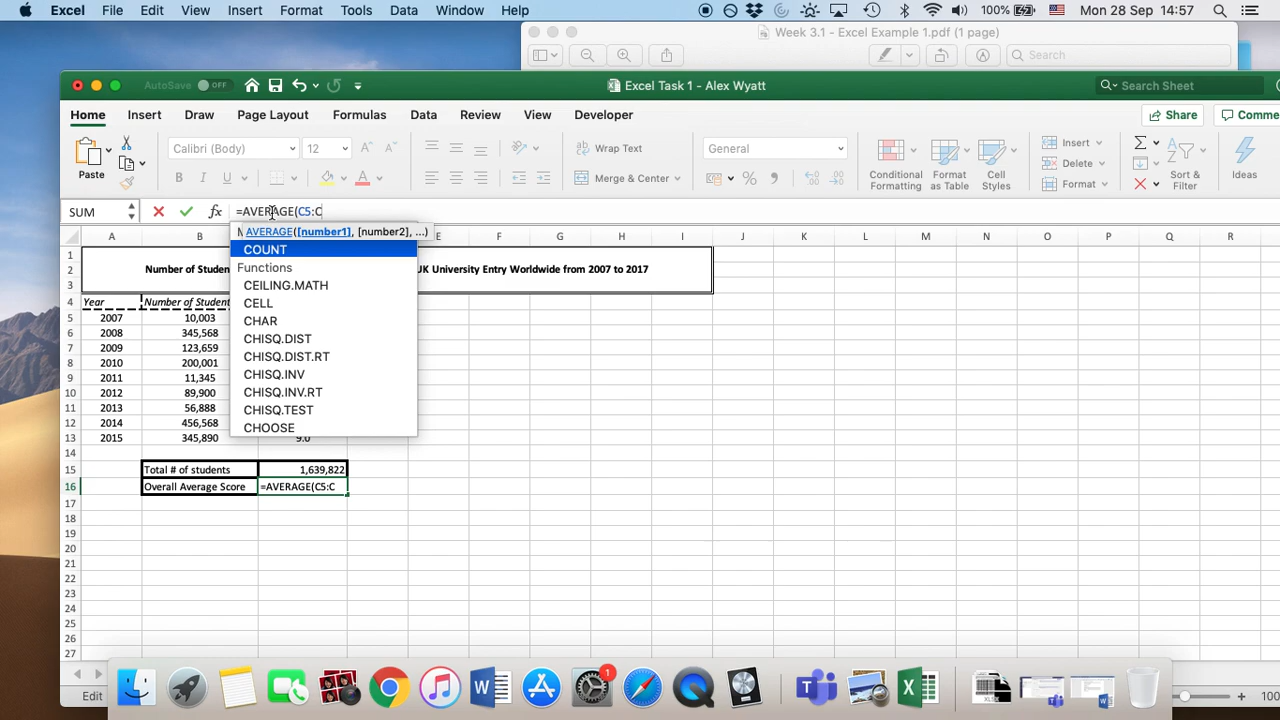 Excel File Edit View Insert Format Tools Data Window Help 100% Mon 28 Sep 14:57
Week 3.1 - Excel Example 1.pdf (1 page)
Search
AutoSave OFF Excel Task 1 - Alex Wyatt Search Sheet
Home Insert Draw Page Layout Formulas Data Review View Developer Share Comme
Paste Calibri (Body) 12 A^ A˅ Wrap Text General Conditional Formatting Format as Table Cell Styles Insert Delete Format Sort & Filter Ideas
B I U Merge & Center
SUM fx =AVERAGE(C5:C
M AVERAGE([number1], [number2], ...)
COUNT
Functions
CEILING.MATH
CELL
CHAR
CHISQ.DIST
CHISQ.DIST.RT
CHISQ.INV
CHISQ.INV.RT
CHISQ.TEST
CHOOSE
A B E F G H I J K L M N O P Q R
1
2 Number of Studen UK University Entry Worldwide from 2007 to 2017
3
4 Year Number of Student
5 2007 10,003
6 2008 345,568
7 2009 123,659
8 2010 200,001
9 2011 11,345
10 2012 89,900
11 2013 56,888
12 2014 456,568
13 2015 345,890 9.0
14
15 Total # of students 1,639,822
16 Overall Average Score =AVERAGE(C5:C
17
18
19
20
21
22
23
24
25
26
27
Edit 100
1